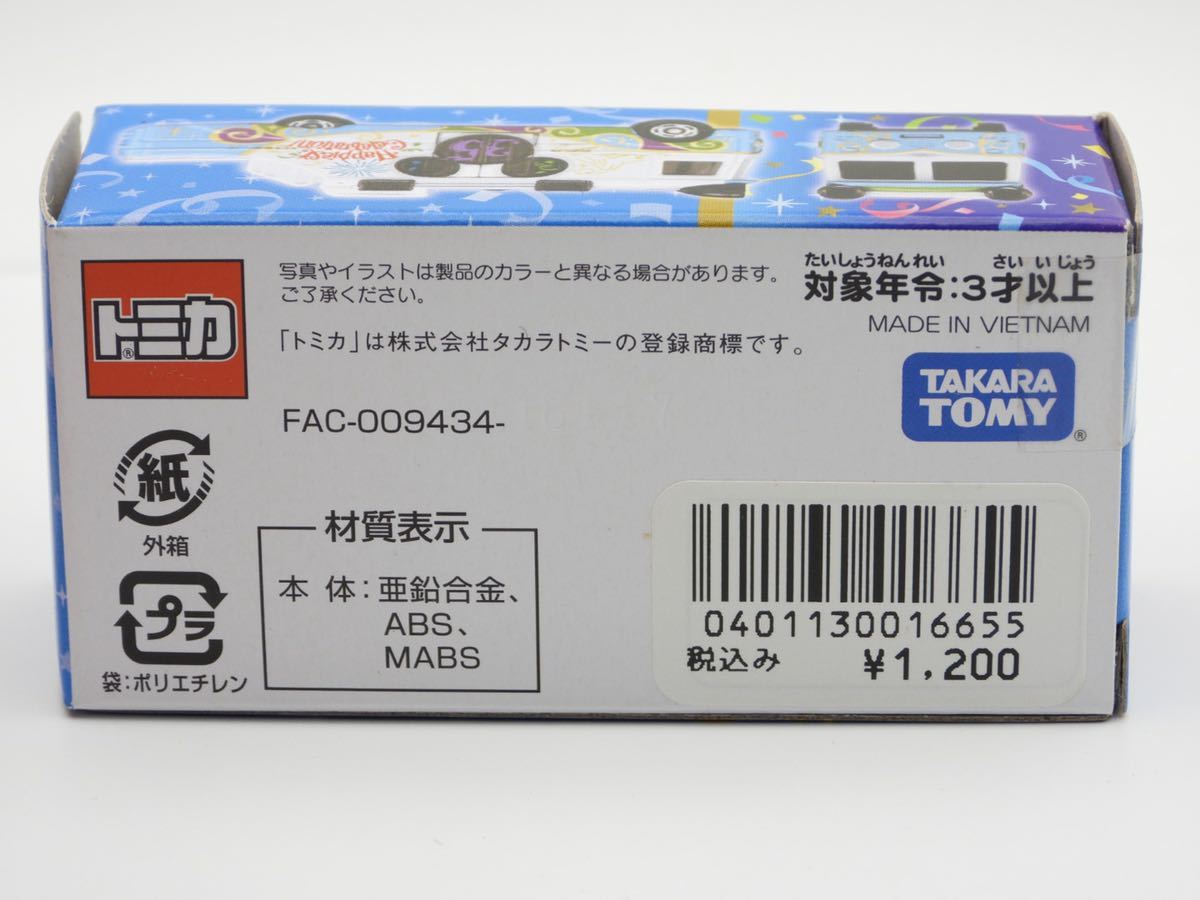 Happiest
Celebration!
35
トミカ
®
写真やイラストは製品のカラーと異なる場合があります。
ご了承ください。
「トミカ」は株式会社タカラトミーの登録商標です。
FAC-009434-
たいしょうねんれい さい いじょう
対象年令:3才以上
MADE IN VIETNAM
TAKARA
TOMY
®
紙
外箱
プラ
袋:ポリエチレン
材質表示
本 体:亜鉛合金、
ABS、
MABS
0401130016655
税込み ¥1,200